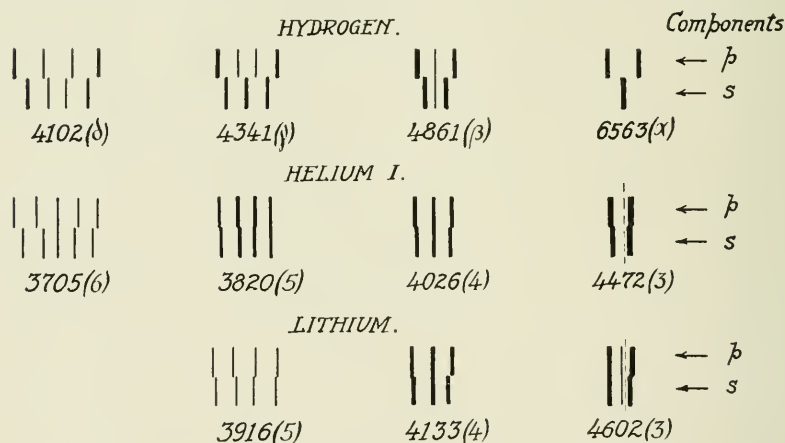 HYDROGEN. Components
← p
← s
4102(δ) 4341(γ) 4861(β) 6563(α)
HELIUM I.
← p
← s
3705(6) 3820(5) 4026(4) 4472(3)
LITHIUM.
← p
← s
3916(5) 4133(4) 4602(3)